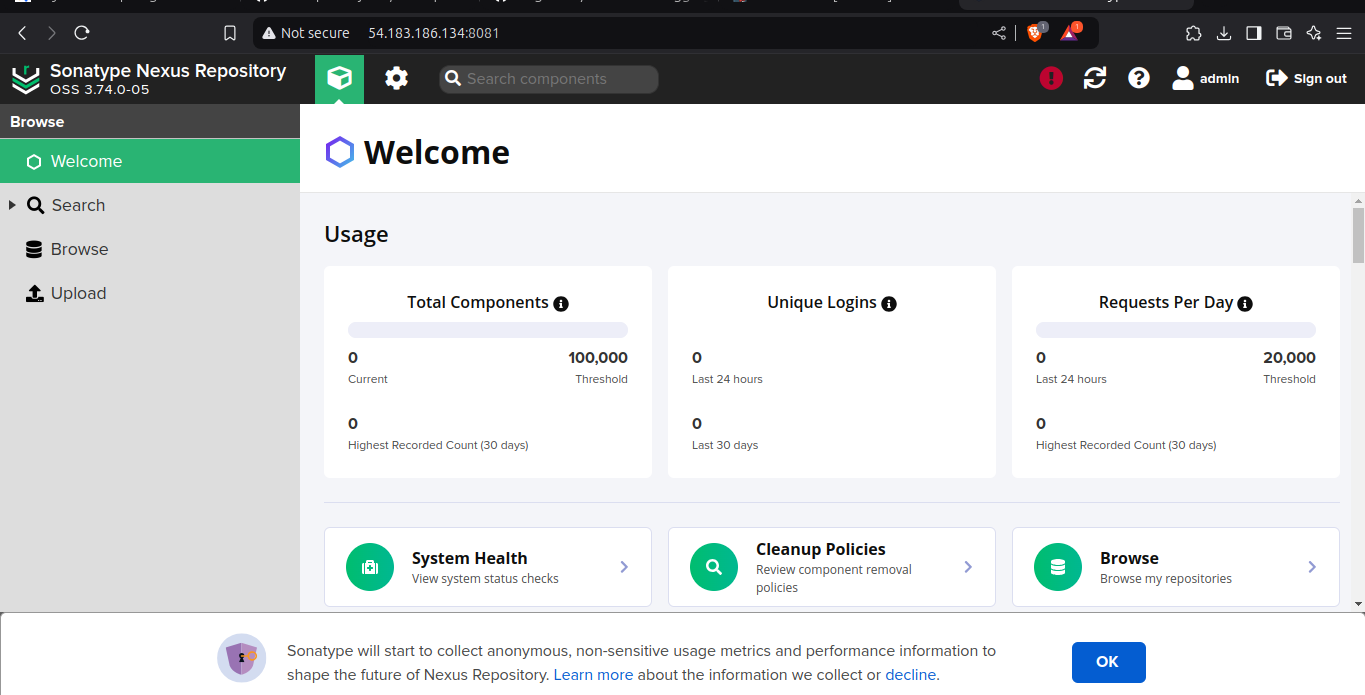 Not secure 54.183.186.134:8081
1 1
Sonatype Nexus Repository
OSS 3.74.0-05
Search components
admin
Sign out
Browse
Welcome
Search
Browse
Upload
Welcome
Usage
Total Components
0 100,000
Current Threshold
0
Highest Recorded Count (30 days)
Unique Logins
0
Last 24 hours
0
Last 30 days
Requests Per Day
0 20,000
Last 24 hours Threshold
0
Highest Recorded Count (30 days)
System Health
View system status checks
Cleanup Policies
Review component removal
policies
Browse
Browse my repositories
Sonatype will start to collect anonymous, non-sensitive usage metrics and performance information to
shape the future of Nexus Repository. Learn more about the information we collect or decline.
OK